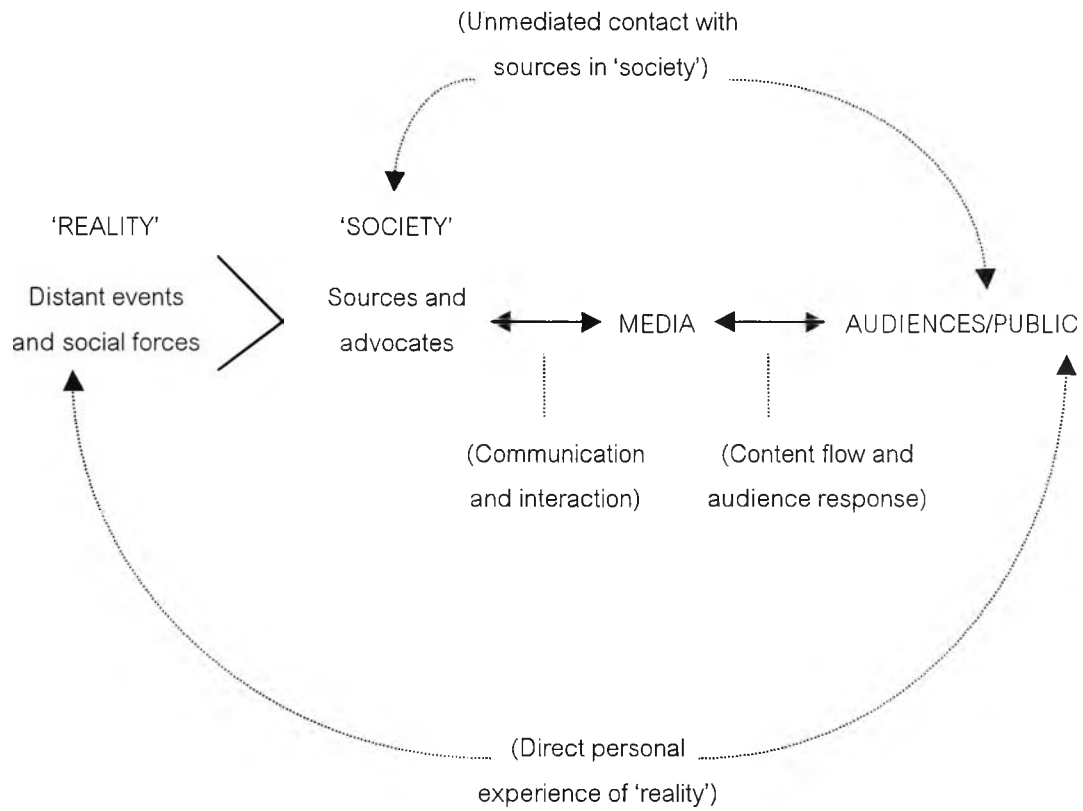 (Unmediated contact with
sources in ‘society’)
‘REALITY’
‘SOCIETY’
Distant events
and social forces
Sources and
advocates
MEDIA
AUDIENCES/PUBLIC
(Communication
and interaction)
(Content flow and
audience response)
(Direct personal
experience of ‘reality’)